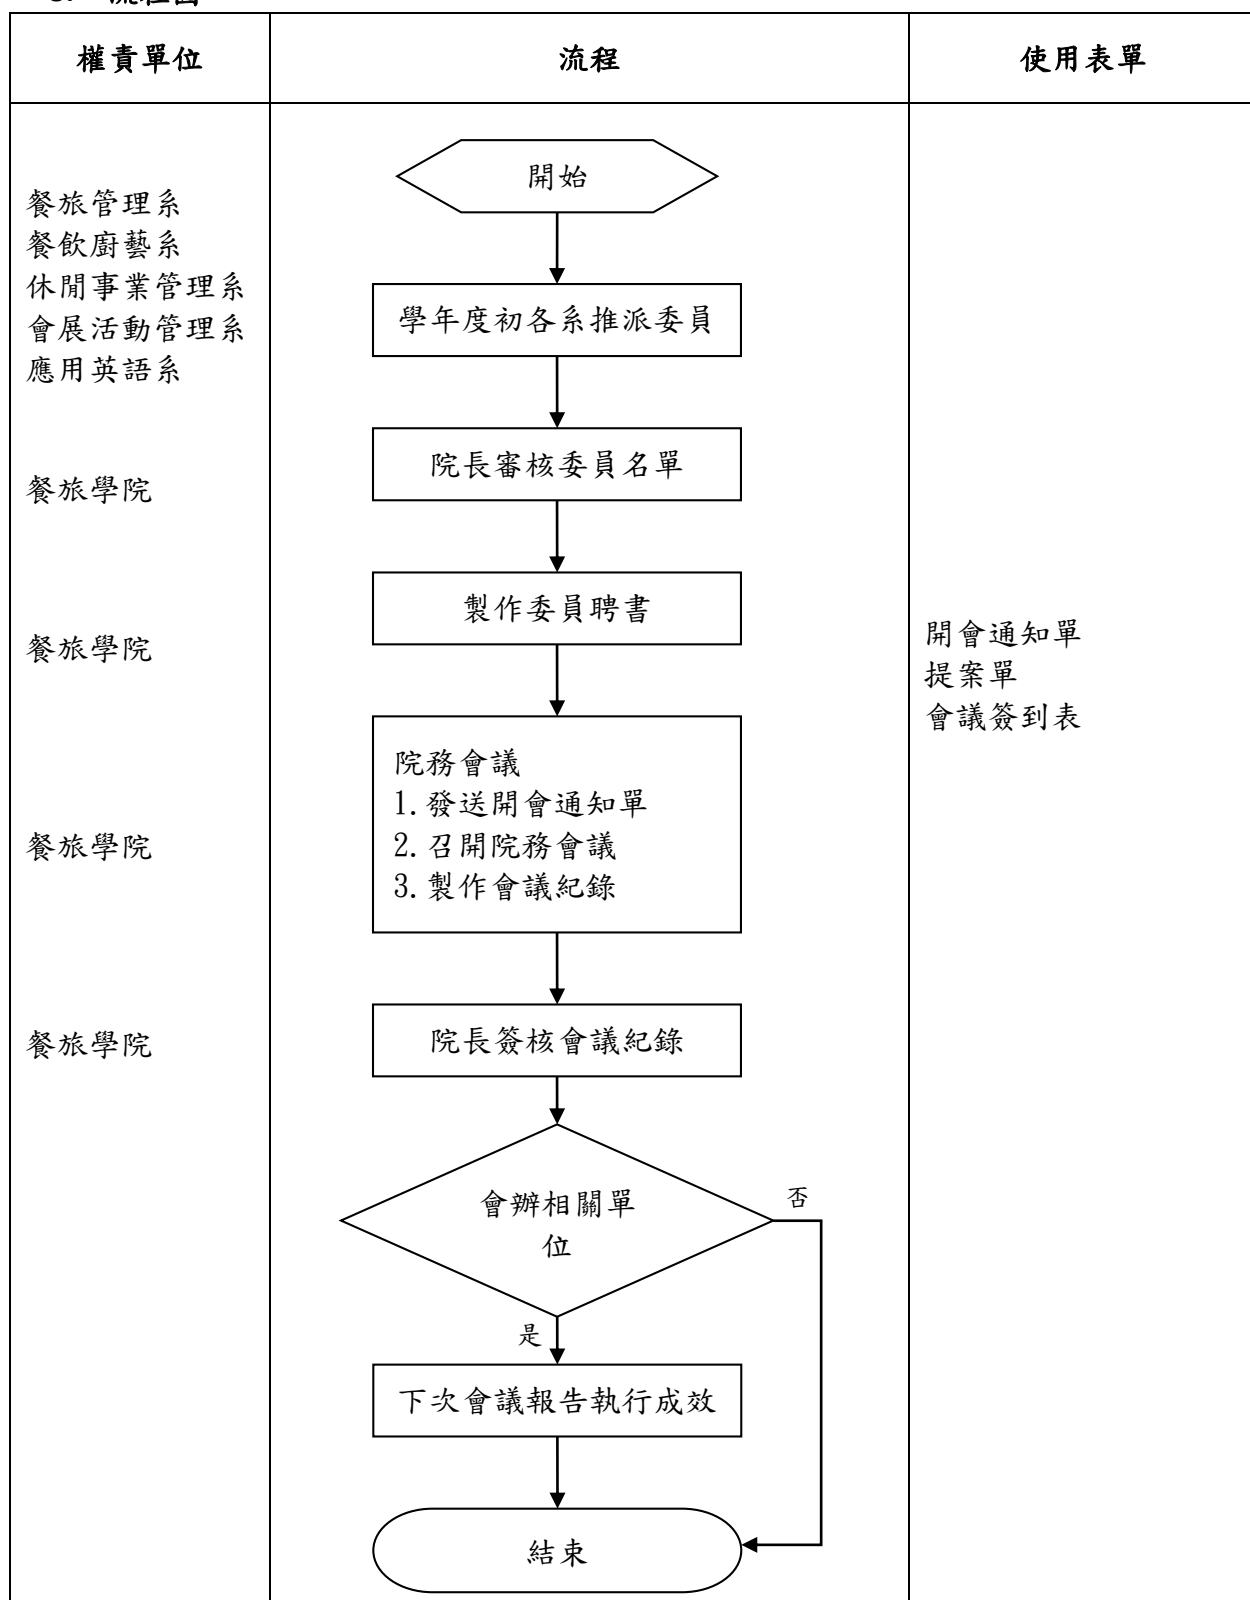 權責單位
流程
使用表單
餐旅管理系
餐飲廚藝系
休閒事業管理系
會展活動管理系
應用英語系
餐旅學院
餐旅學院
餐旅學院
餐旅學院
開始
學年度初各系推派委員
院長審核委員名單
製作委員聘書
院務會議
1.發送開會通知單
2.召開院務會議
3.製作會議紀錄
院長簽核會議紀錄
會辦相關單
位
否
是
下次會議報告執行成效
結束
開會通知單
提案單
會議簽到表